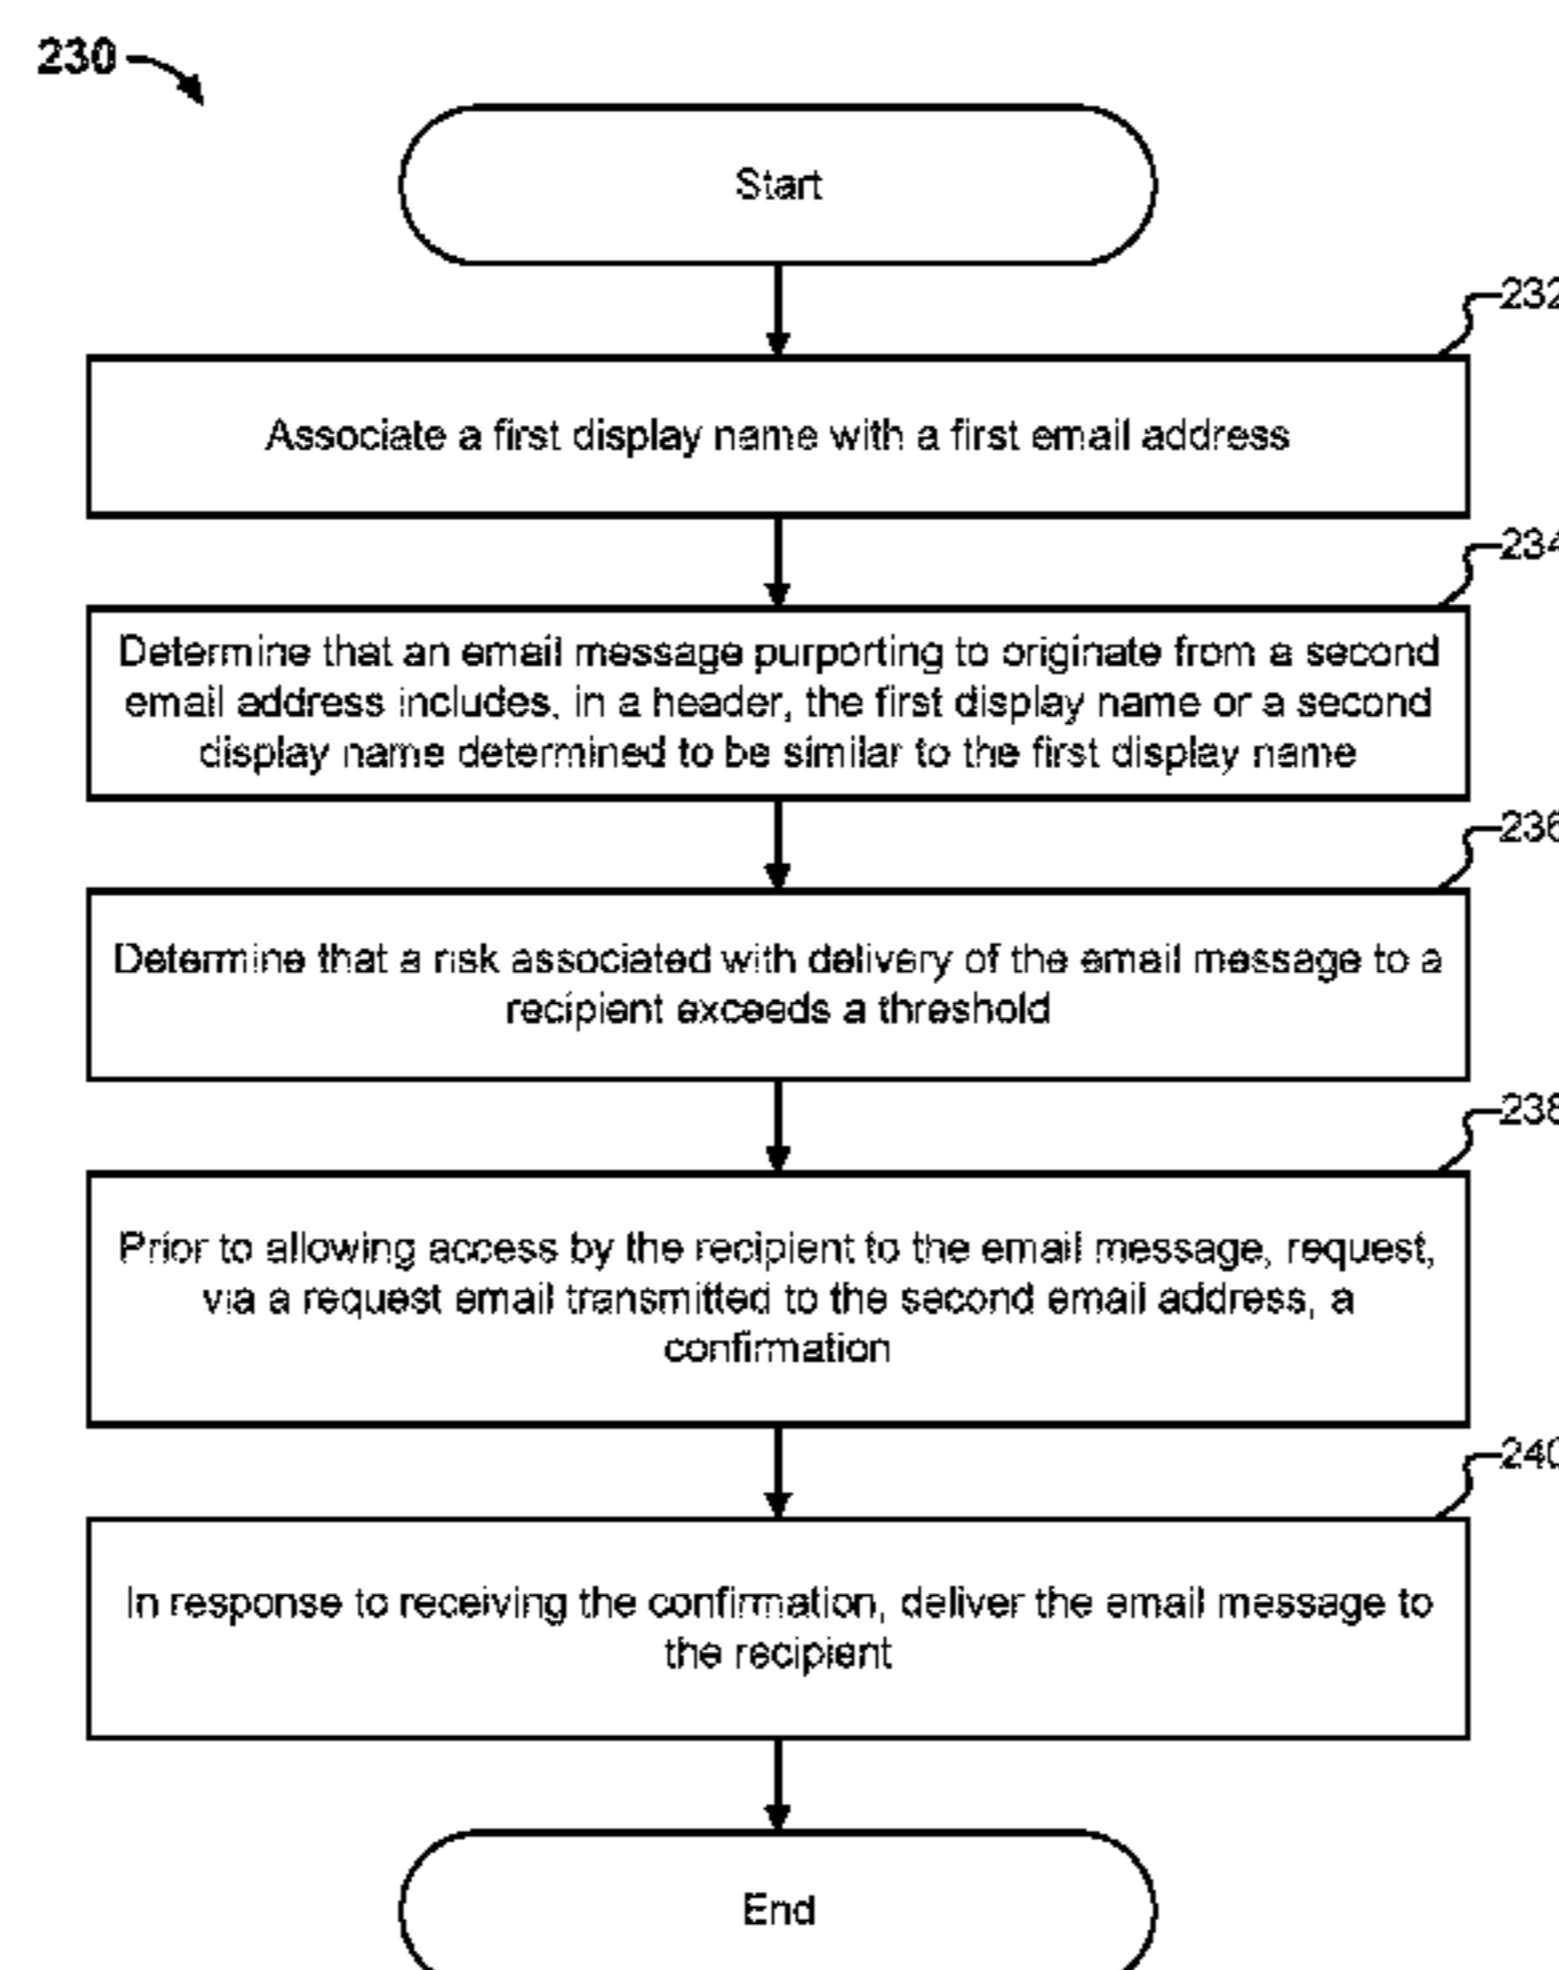 230
Start
232
Associate a first display name with a first email address
234
Determine that an email message purporting to originate from a second
email address includes, in a header, the first display name or a second
display name determined to be similar to the first display name
236
Determine that a risk associated with delivery of the email message to a
recipient exceeds a threshold
238
Prior to allowing access by the recipient to the email message, request,
via a request email transmitted to the second email address, a
confirmation
240
In response to receiving the confirmation, deliver the email message to
the recipient
End